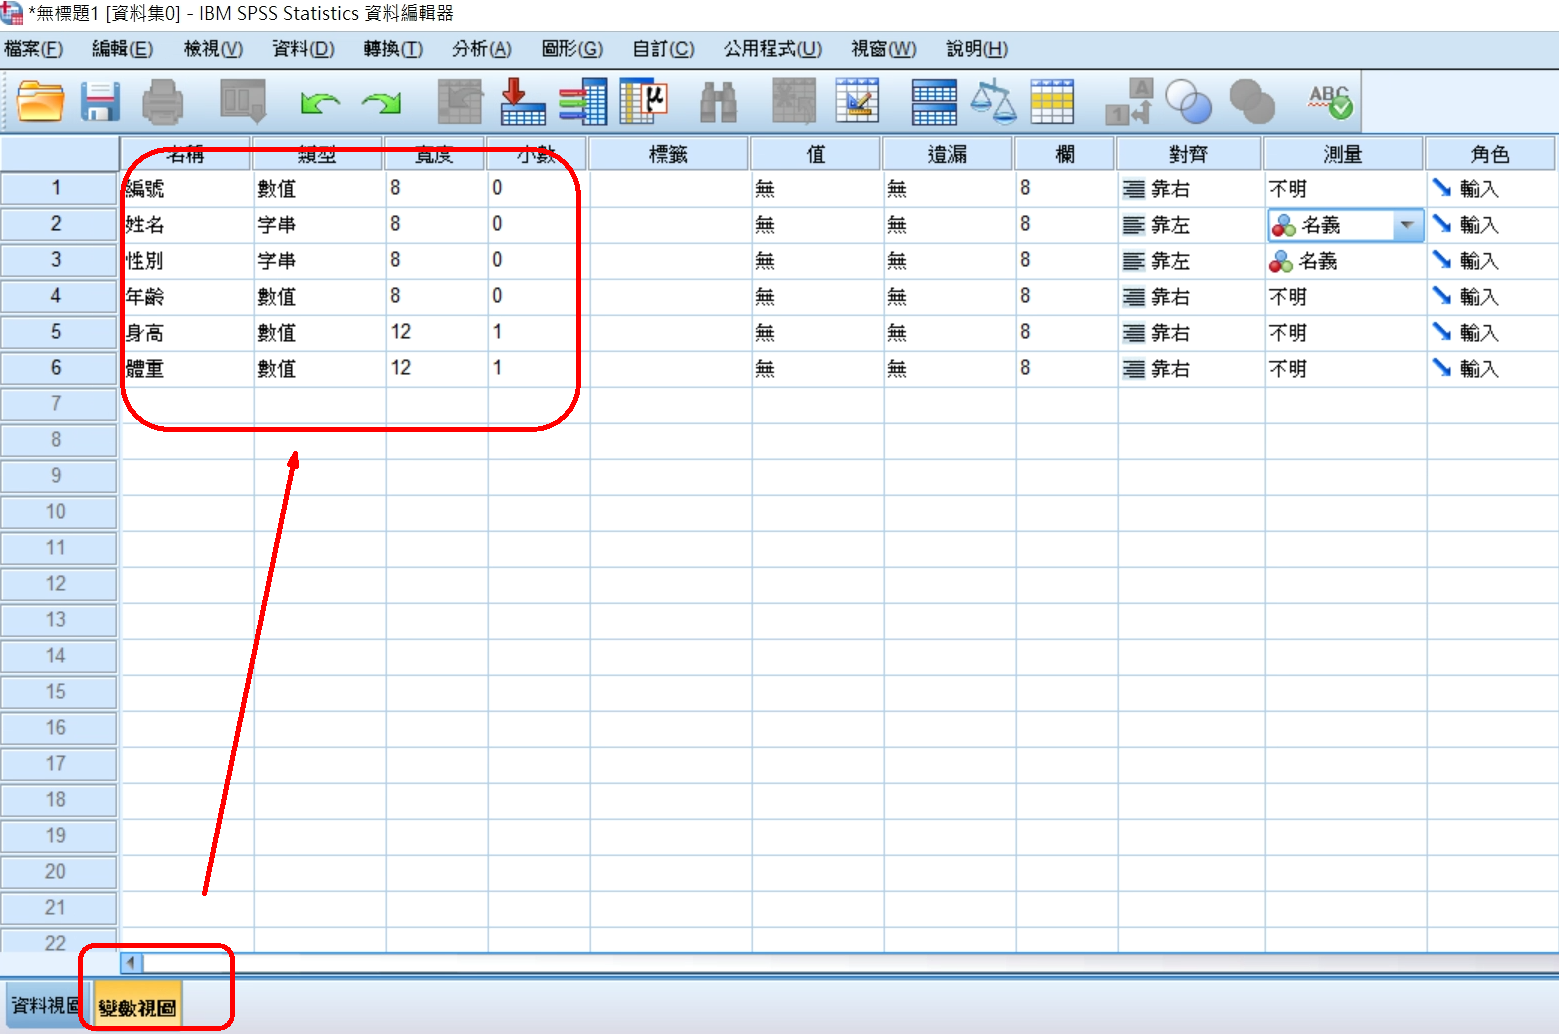 *無標題1 [資料集0] - IBM SPSS Statistics 資料編輯器
檔案(F) 編輯(E) 檢視(V) 資料(D) 轉換(T) 分析(A) 圖形(G) 自訂(C) 公用程式(U) 視窗(W) 說明(H)
μ A 1 ABC
名稱 類型 寬度 小數 標籤 值 遺漏 欄 對齊 測量 角色
1 編號 數值 8 0 無 無 8 靠右 不明 輸入
2 姓名 字串 8 0 無 無 8 靠左 名義 輸入
3 性別 字串 8 0 無 無 8 靠左 名義 輸入
4 年齡 數值 8 0 無 無 8 靠右 不明 輸入
5 身高 數值 12 1 無 無 8 靠右 不明 輸入
6 體重 數值 12 1 無 無 8 靠右 不明 輸入
7
8
9
10
11
12
13
14
15
16
17
18
19
20
21
22
資料視圖 變數視圖